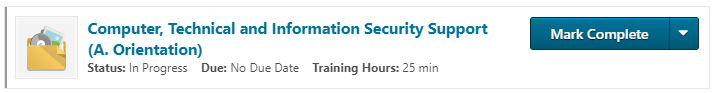 Computer, Technical and Information Security Support
(A. Orientation)
Status: In Progress Due: No Due Date Training Hours: 25 min
Mark Complete